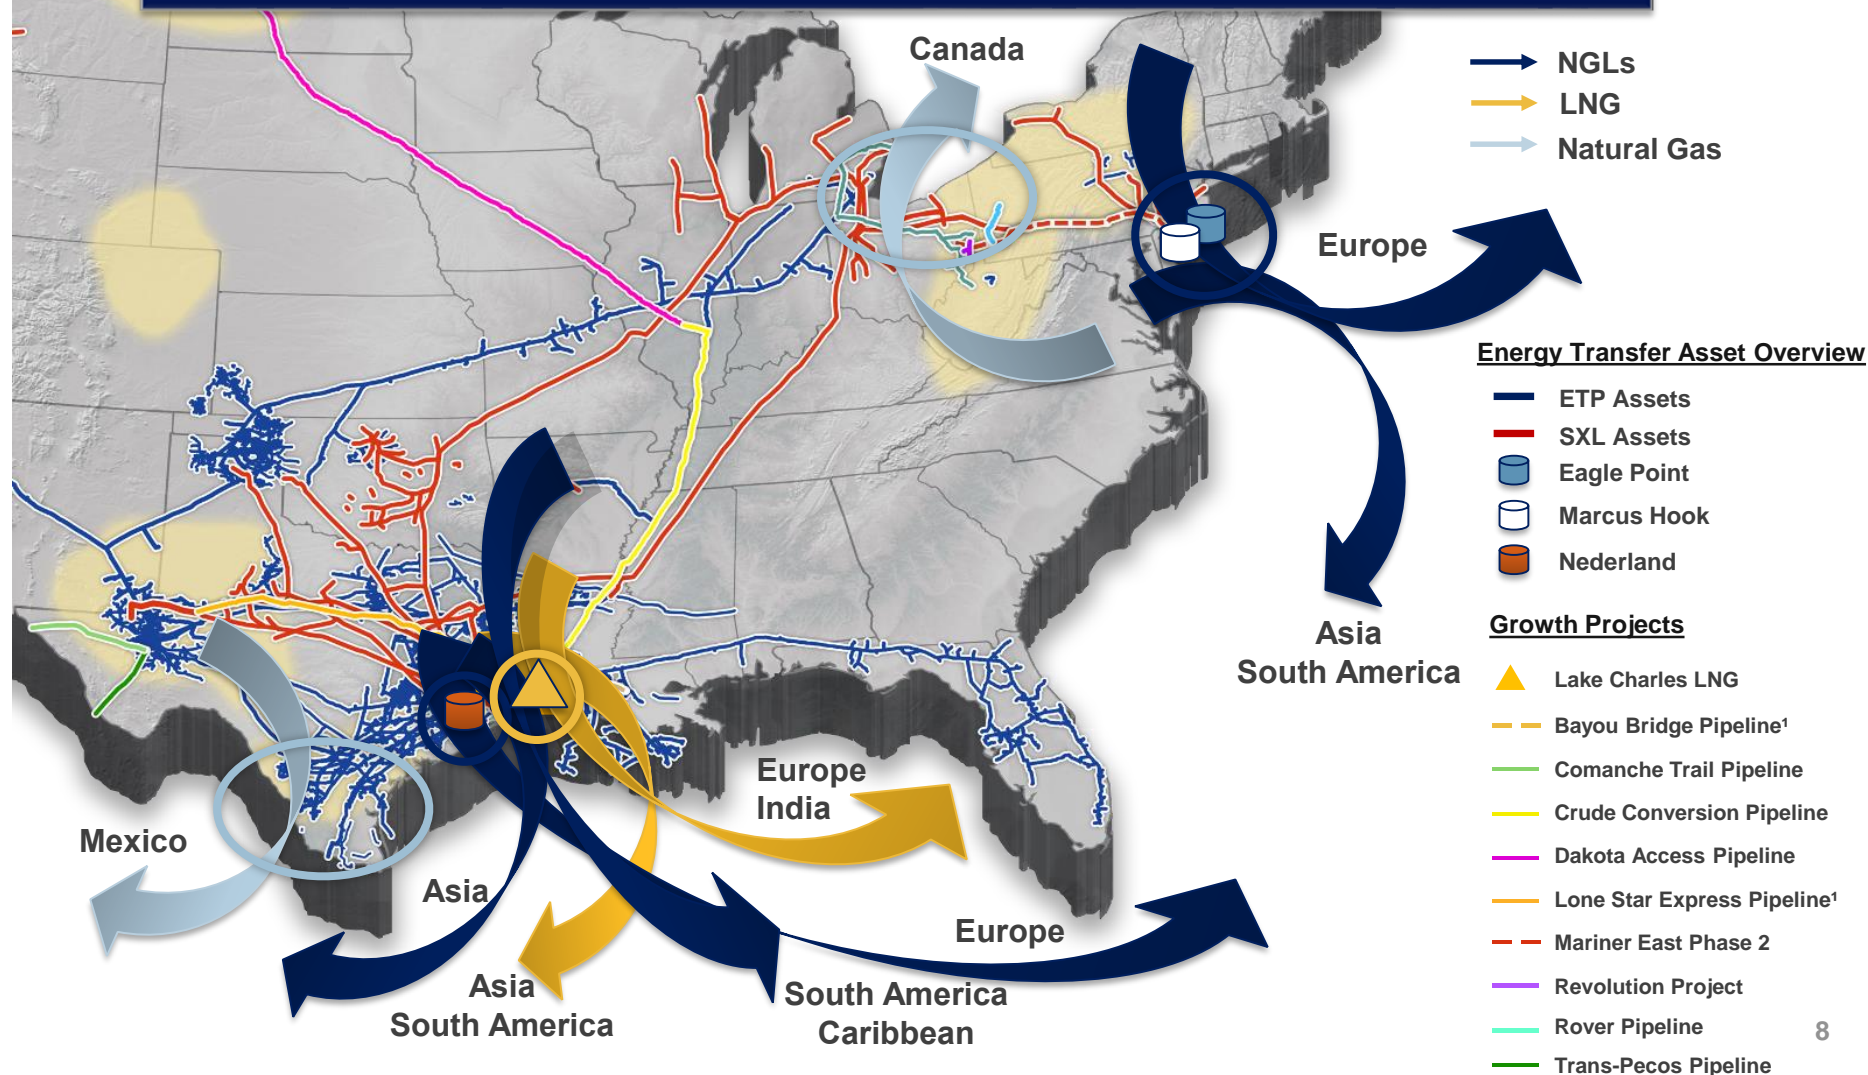 Canada
NGLs
LNG
Natural Gas
Europe
Energy Transfer Asset Overview
ETP Assets
SXL Assets
Eagle Point
Marcus Hook
Nederland
Asia
South America
Growth Projects
Lake Charles LNG
Bayou Bridge Pipeline¹
Comanche Trail Pipeline
Crude Conversion Pipeline
Dakota Access Pipeline
Lone Star Express Pipeline¹
Mariner East Phase 2
Revolution Project
Rover Pipeline
Trans-Pecos Pipeline
Europe
India
Mexico
Asia
Europe
Asia
South America
South America
Caribbean
8